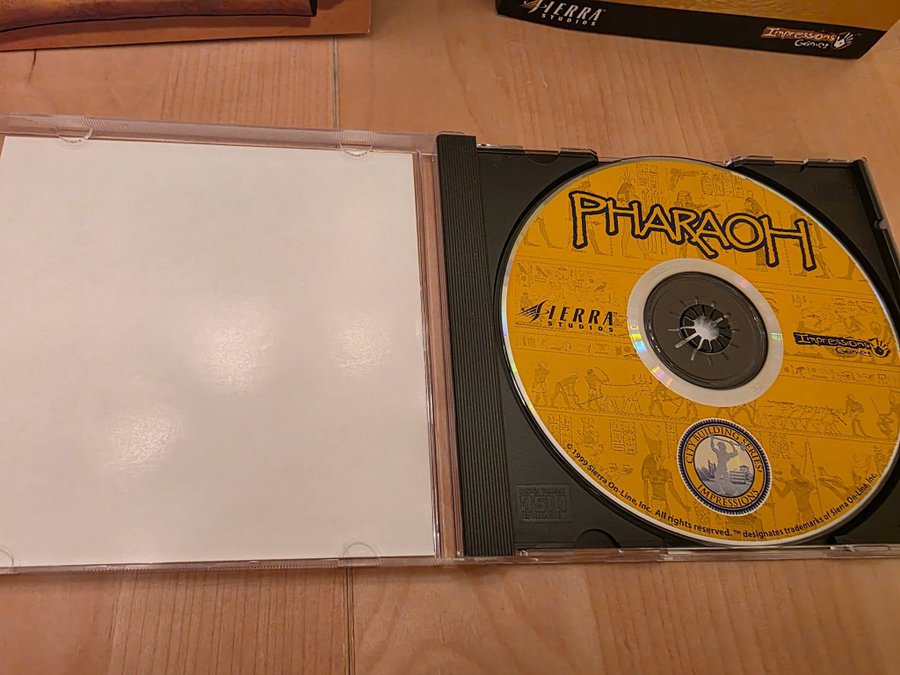 SIERRA
STUDIOS
Impressions
Games
PHARAOH
SIERRA
STUDIOS
Impressions
Games
CITY BUILDING SERIES
IMPRESSIONS
©1999 Sierra On-Line, Inc. All rights reserved. ™ designates trademarks of Sierra On-Line, Inc.